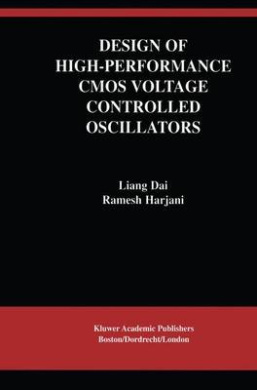 DESIGN OF
HIGH-PERFORMANCE
CMOS VOLTAGE
CONTROLLED
OSCILLATORS
Liang Dai
Ramesh Harjani
Kluwer Academic Publishers
Boston/Dordrecht/London